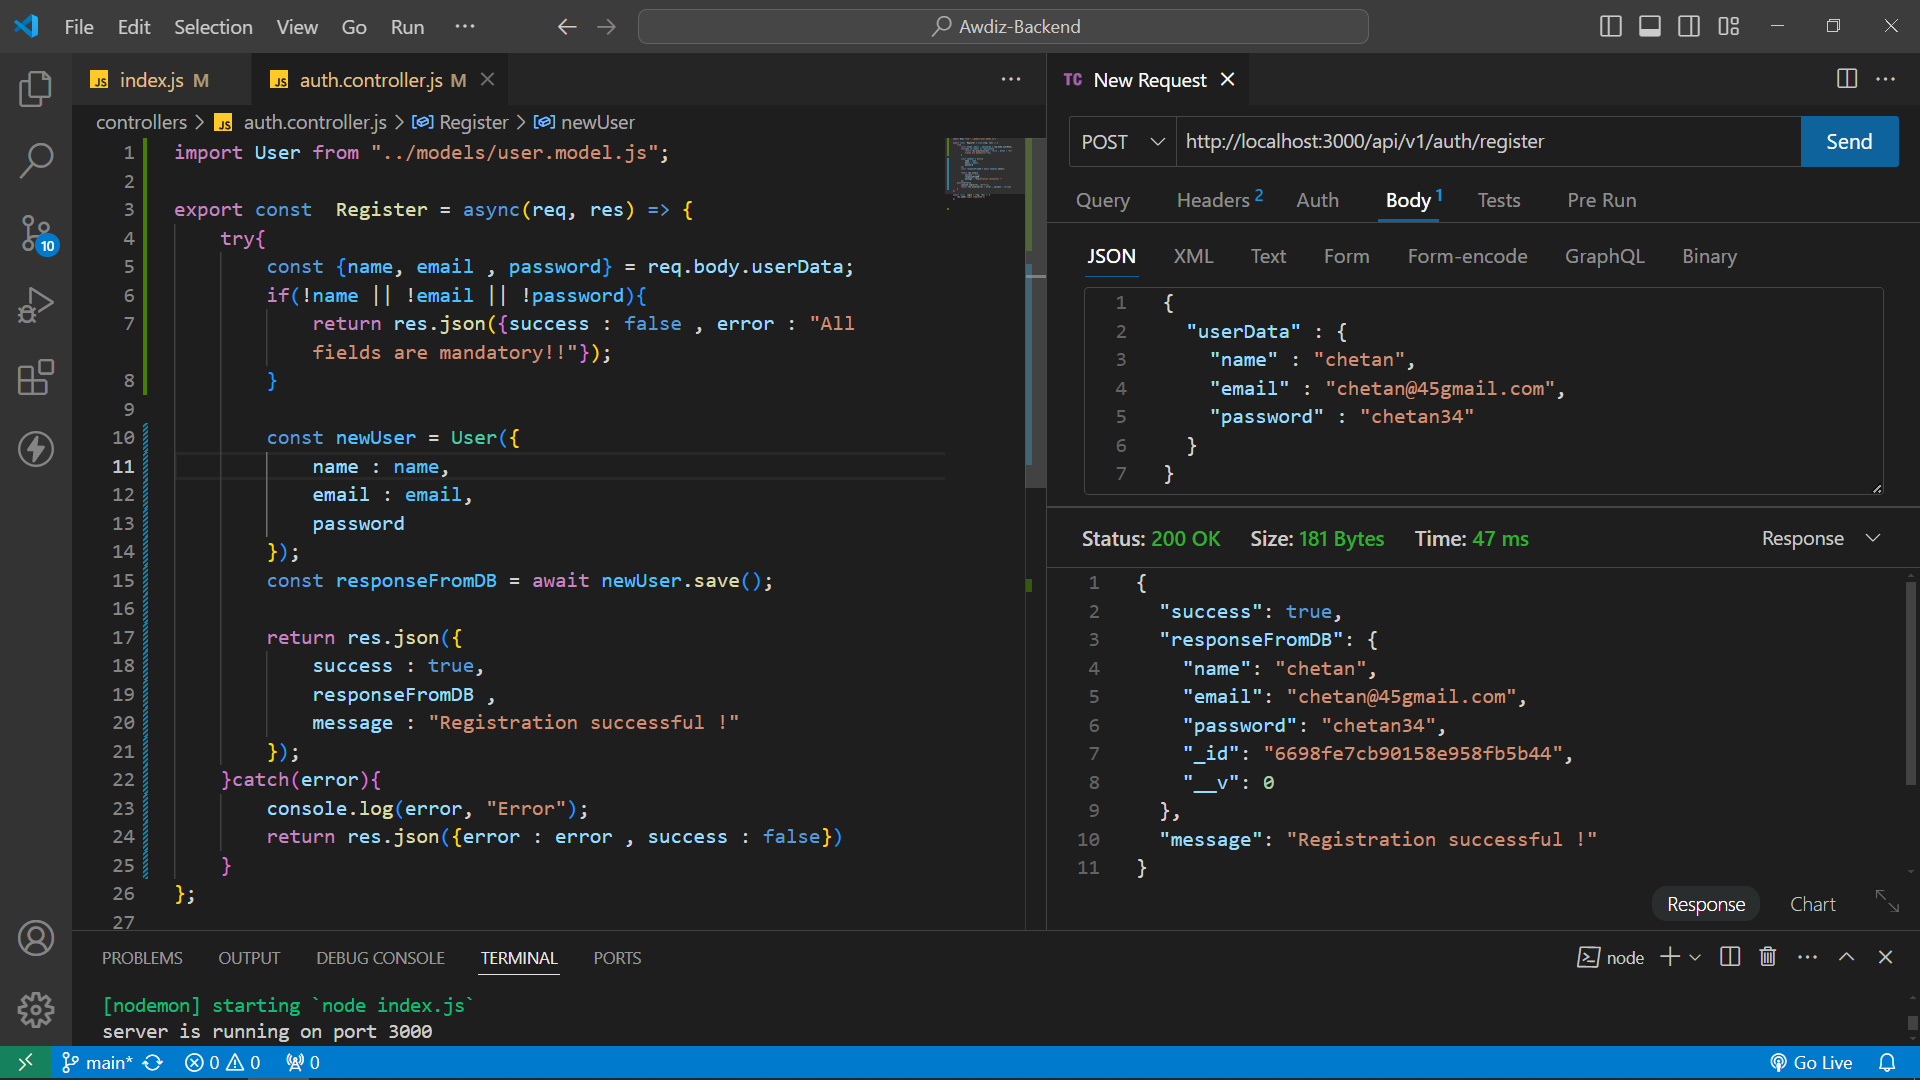 File Edit Selection View Go Run ··· Awdiz-Backend
JS index.js M JS auth.controller.js M
controllers > JS auth.controller.js > Register > newUser
1 import User from "../models/user.model.js";
2
3 export const  Register = async(req, res) => {
4 try{
5 const {name, email , password} = req.body.userData;
6 if(!name || !email || !password){
7 return res.json({success : false , error : "All
fields are mandatory!!"});
8 }
9
10 const newUser = User({
11 name : name,
12 email : email,
13 password
14 });
15 const responseFromDB = await newUser.save();
16
17 return res.json({
18 success : true,
19 responseFromDB ,
20 message : "Registration successful !"
21 });
22 }catch(error){
23 console.log(error, "Error");
24 return res.json({error : error , success : false})
25 }
26 };
27
10
TC New Request
POST http://localhost:3000/api/v1/auth/register Send
Query Headers 2 Auth Body 1 Tests Pre Run
JSON XML Text Form Form-encode GraphQL Binary
1 {
2 "userData" : {
3 "name" : "chetan",
4 "email" : "chetan@45gmail.com",
5 "password" : "chetan34"
6 }
7 }
Status: 200 OK Size: 181 Bytes Time: 47 ms Response
1 {
2 "success": true,
3 "responseFromDB": {
4 "name": "chetan",
5 "email": "chetan@45gmail.com",
6 "password": "chetan34",
7 "_id": "6698fe7cb90158e958fb5b44",
8 "__v": 0
9 },
10 "message": "Registration successful !"
11 }
Response Chart
PROBLEMS OUTPUT DEBUG CONSOLE TERMINAL PORTS node
[nodemon] starting `node index.js`
server is running on port 3000
main* 0 0 0 Go Live